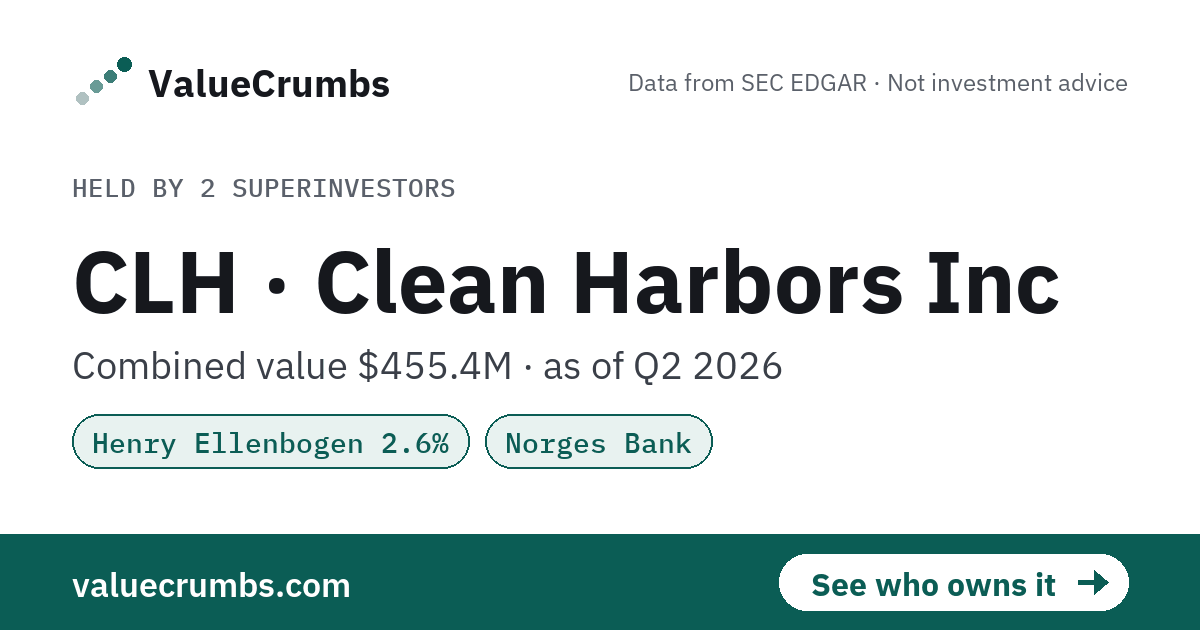 ValueCrumbs
Data from SEC EDGAR · Not investment advice
HELD BY 2 SUPERINVESTORS
CLH · Clean Harbors Inc
Combined value $455.4M · as of Q2 2026
Henry Ellenbogen 2.6%
Norges Bank
valuecrumbs.com
See who owns it →